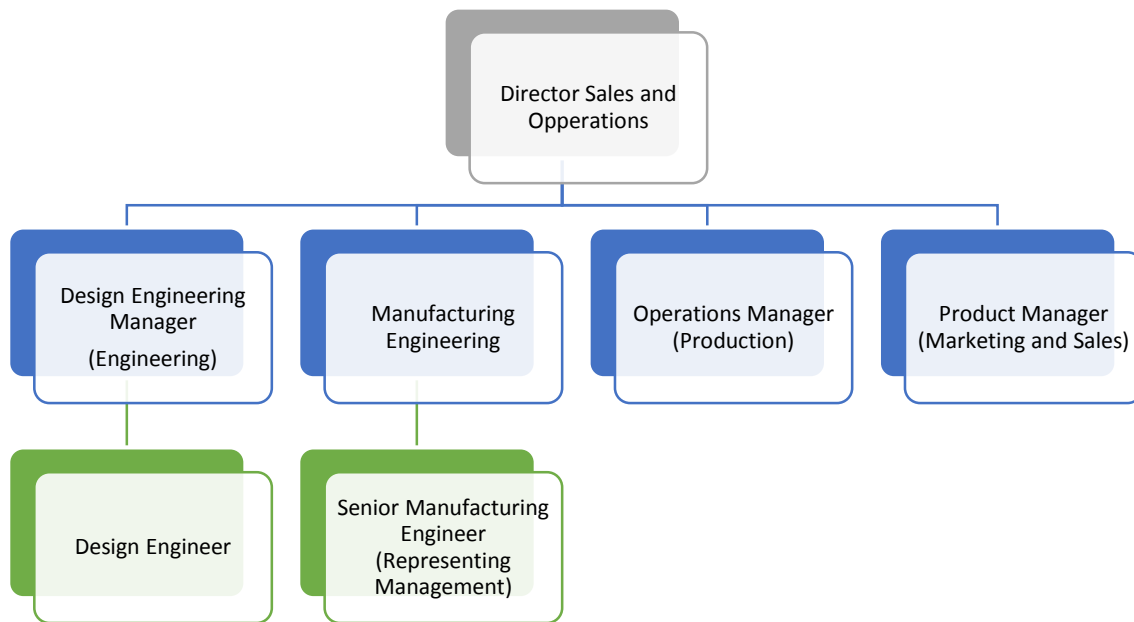 Director Sales and
Opperations
Design Engineering
Manager
(Engineering)
Manufacturing
Engineering
Operations Manager
(Production)
Product Manager
(Marketing and Sales)
Design Engineer
Senior Manufacturing
Engineer
(Representing
Management)